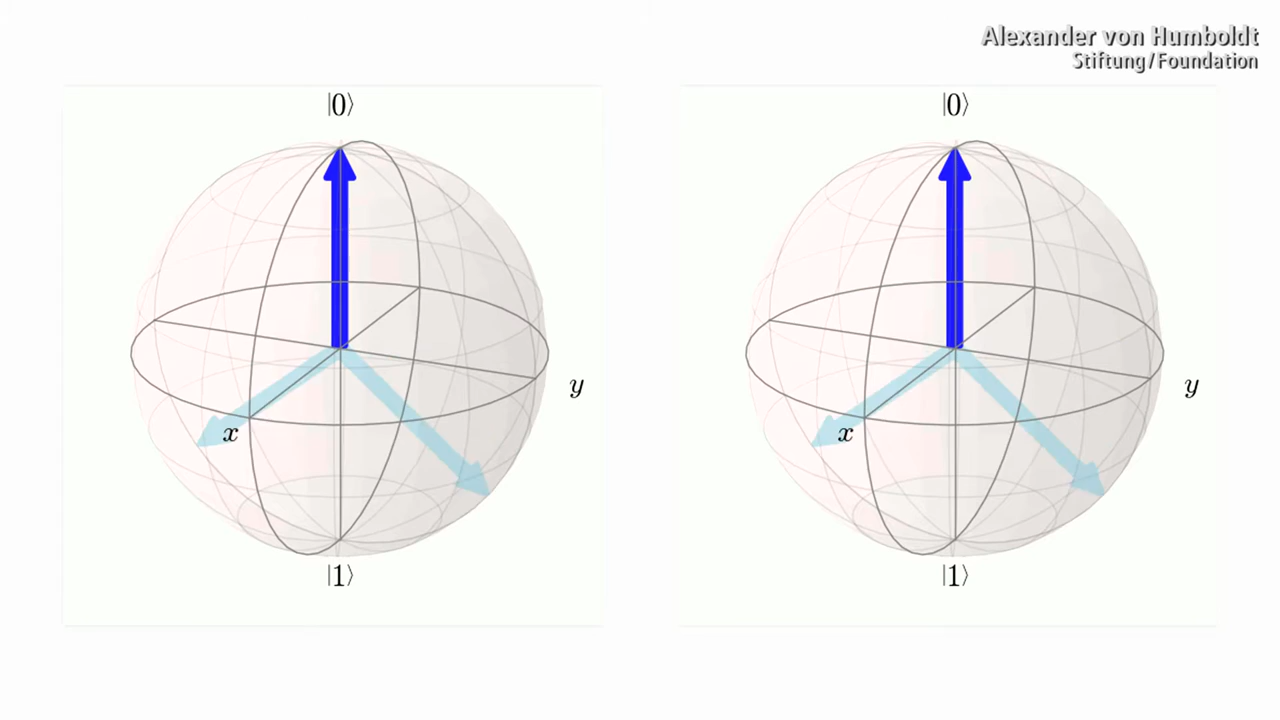 Alexander von Humboldt
Stiftung/Foundation
|0⟩
|0⟩
y
y
x
x
|1⟩
|1⟩